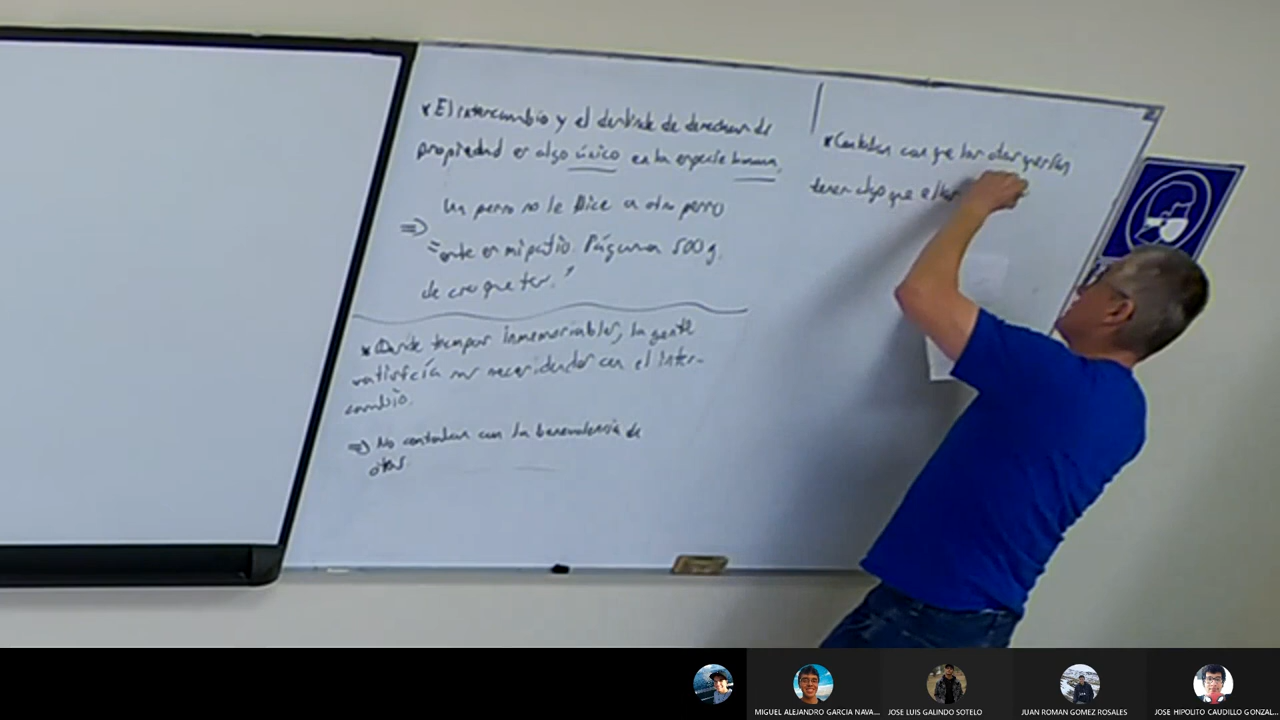 * El intercambio y el deslinde de derechos de
propiedad es algo único en la especie humana.
Un perro no le dice a otro perro
=> "este es mi patio. Págame 500 g.
de croquetas."
* Desde tiempos inmemoriables, la gente
satisfacía sus necesidades con el inter-
cambio.
=> No contaban con la benevolencia de
otros.
* Contaban con que los otros querían
tener algo que ellos
MIGUEL ALEJANDRO GARCIA NAVA...
JOSE LUIS GALINDO SOTELO
JUAN ROMAN GOMEZ ROSALES
JOSE HIPOLITO CAUDILLO GONZAL...